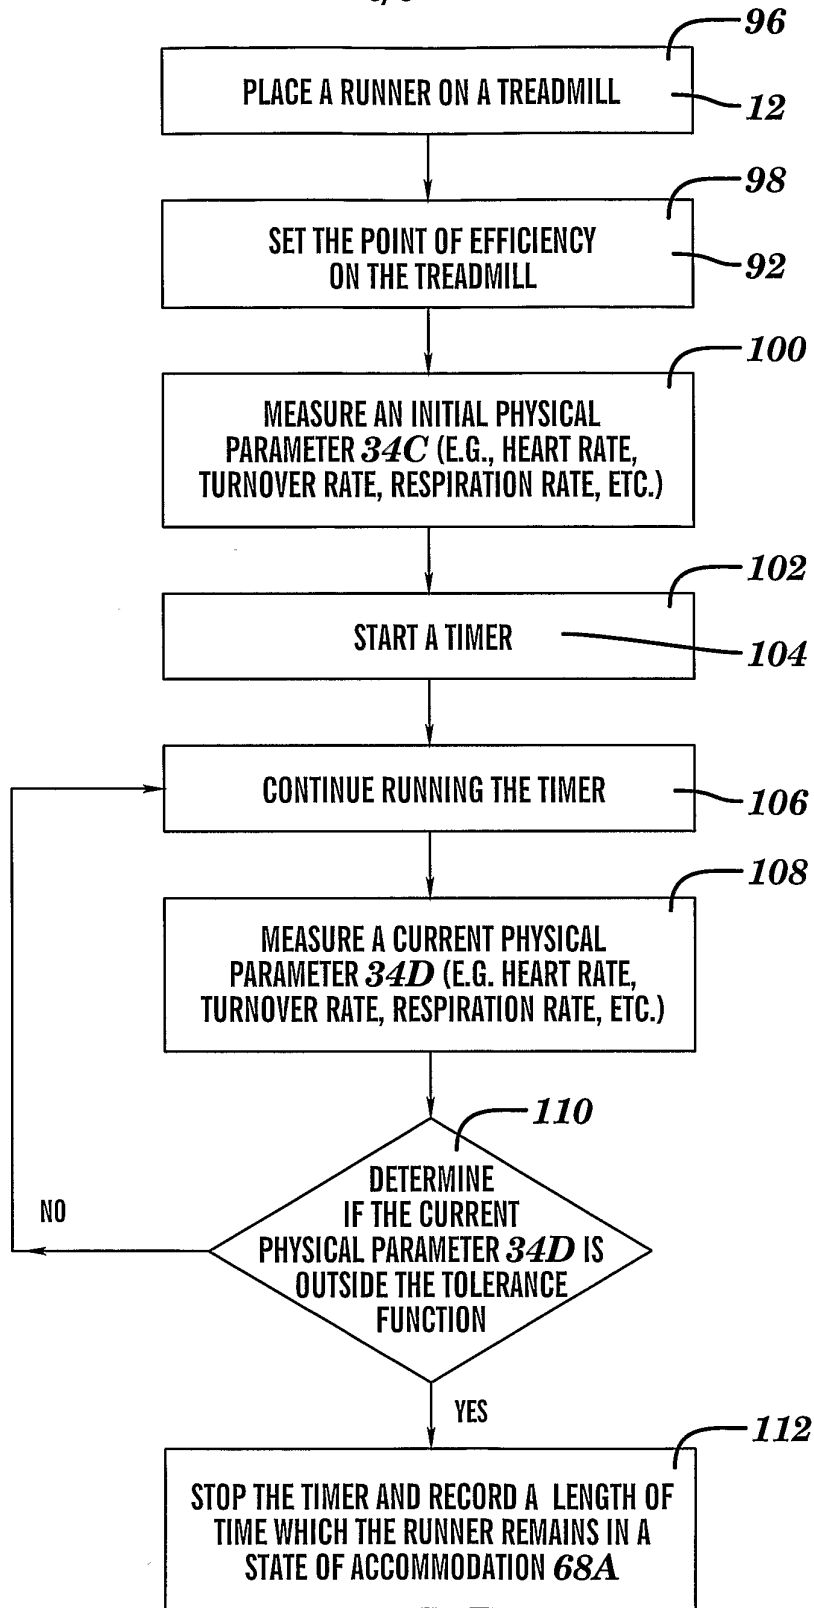 96
PLACE A RUNNER ON A TREADMILL
12
98
SET THE POINT OF EFFICIENCY
ON THE TREADMILL
92
100
MEASURE AN INITIAL PHYSICAL
PARAMETER 34C (E.G., HEART RATE,
TURNOVER RATE, RESPIRATION RATE, ETC.)
102
START A TIMER
104
CONTINUE RUNNING THE TIMER
106
108
MEASURE A CURRENT PHYSICAL
PARAMETER 34D (E.G. HEART RATE,
TURNOVER RATE, RESPIRATION RATE, ETC.)
110
DETERMINE
IF THE CURRENT
PHYSICAL PARAMETER 34D IS
OUTSIDE THE TOLERANCE
FUNCTION
NO
YES
112
STOP THE TIMER AND RECORD A LENGTH OF
TIME WHICH THE RUNNER REMAINS IN A
STATE OF ACCOMMODATION 68A